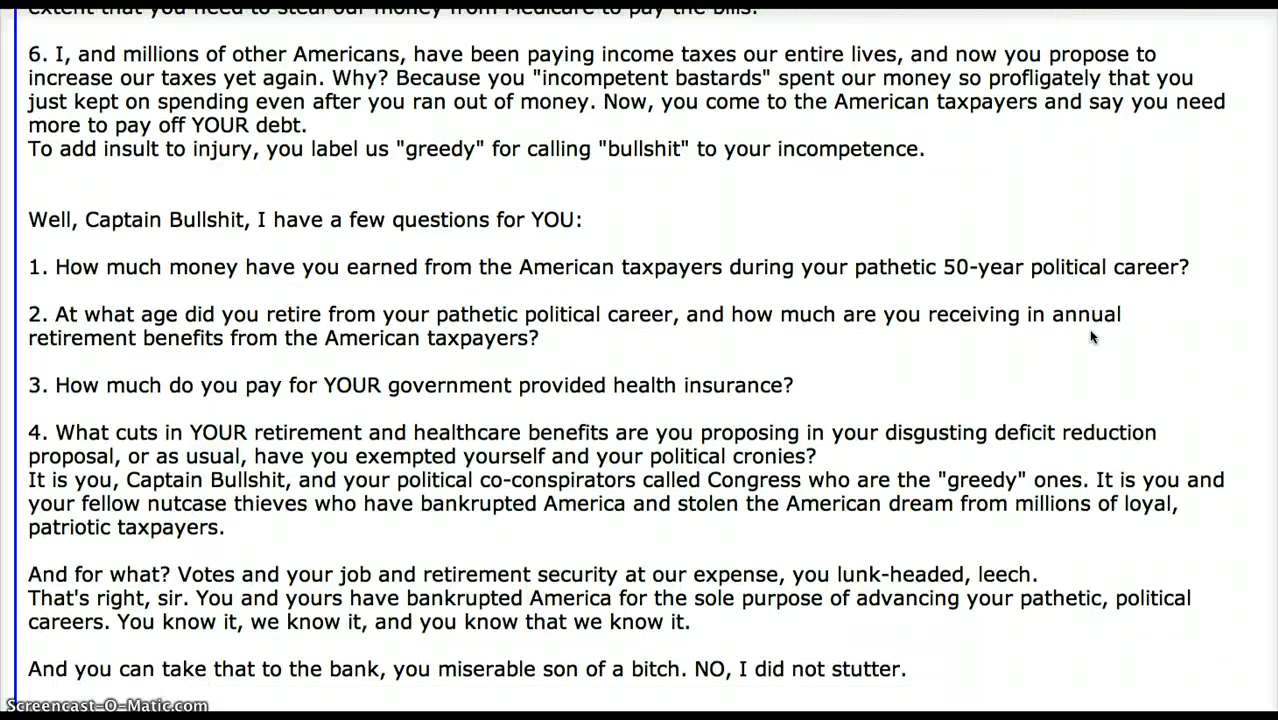 extent that you need to steal our money from Medicare to pay the bills.
6. I, and millions of other Americans, have been paying income taxes our entire lives, and now you propose to
increase our taxes yet again. Why? Because you "incompetent bastards" spent our money so profligately that you
just kept on spending even after you ran out of money. Now, you come to the American taxpayers and say you need
more to pay off YOUR debt.
To add insult to injury, you label us "greedy" for calling "bullshit" to your incompetence.
Well, Captain Bullshit, I have a few questions for YOU:
1. How much money have you earned from the American taxpayers during your pathetic 50-year political career?
2. At what age did you retire from your pathetic political career, and how much are you receiving in annual
retirement benefits from the American taxpayers?
3. How much do you pay for YOUR government provided health insurance?
4. What cuts in YOUR retirement and healthcare benefits are you proposing in your disgusting deficit reduction
proposal, or as usual, have you exempted yourself and your political cronies?
It is you, Captain Bullshit, and your political co-conspirators called Congress who are the "greedy" ones. It is you and
your fellow nutcase thieves who have bankrupted America and stolen the American dream from millions of loyal,
patriotic taxpayers.
And for what? Votes and your job and retirement security at our expense, you lunk-headed, leech.
That's right, sir. You and yours have bankrupted America for the sole purpose of advancing your pathetic, political
careers. You know it, we know it, and you know that we know it.
And you can take that to the bank, you miserable son of a bitch. NO, I did not stutter.
Screencast-O-Matic.com